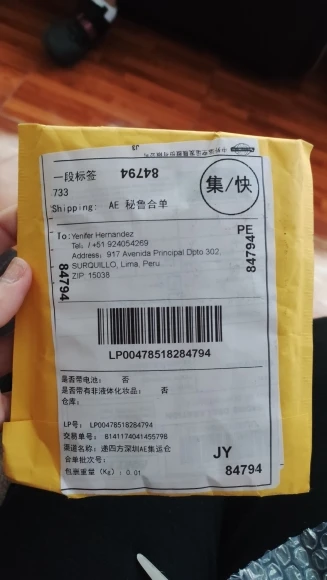 一段标签
84794
733
集/快
Shipping: AE 秘鲁合单
To: Yenifer Hernandez
PE
Tel. / +51 924054269
Address: 917 Avenida Principal Dpto 302,
SURQUILLO, Lima, Peru
ZIP: 15038
84794
84794
LP00478518284794
是否带电池: 否
是否带有非液体化妆品: 否
仓库:
LP号: LP00478518284794
交易单号: 8141174041455798
渠道名称: 递四方深圳AE集运仓
合单批次号:
包裹重量 (Kg): 0.01
JY
84794